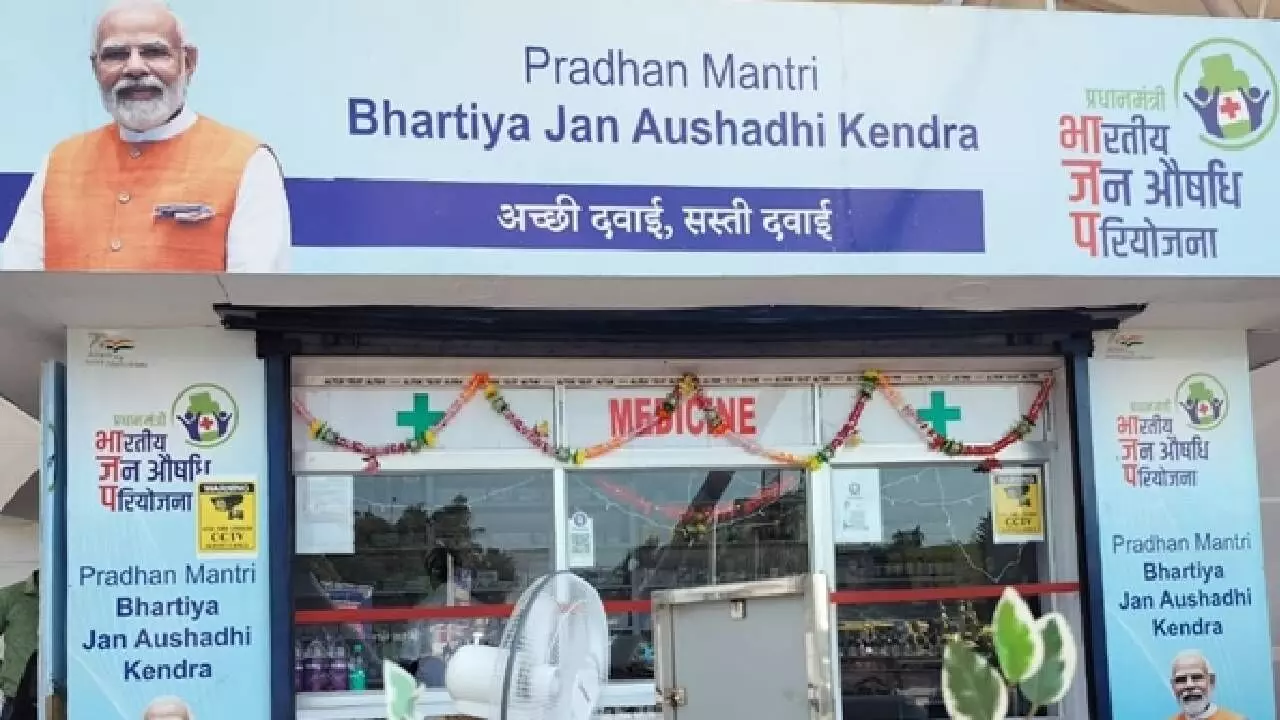 Pradhan Mantri
Bhartiya Jan Aushadhi Kendra
अच्छी दवाई, सस्ती दवाई
प्रधानमंत्री
भारतीय
जन औषधि
परियोजना
MEDICINE
प्रधानमंत्री
भारतीय
जन औषधि
परियोजना
WARNING
CCTV
Pradhan Mantri
Bhartiya
Jan Aushadhi
Kendra
प्रधानमंत्री
भारतीय
जन औषधि
परियोजना
CCTV
Pradhan Mantri
Bhartiya
Jan Aushadhi
Kendra